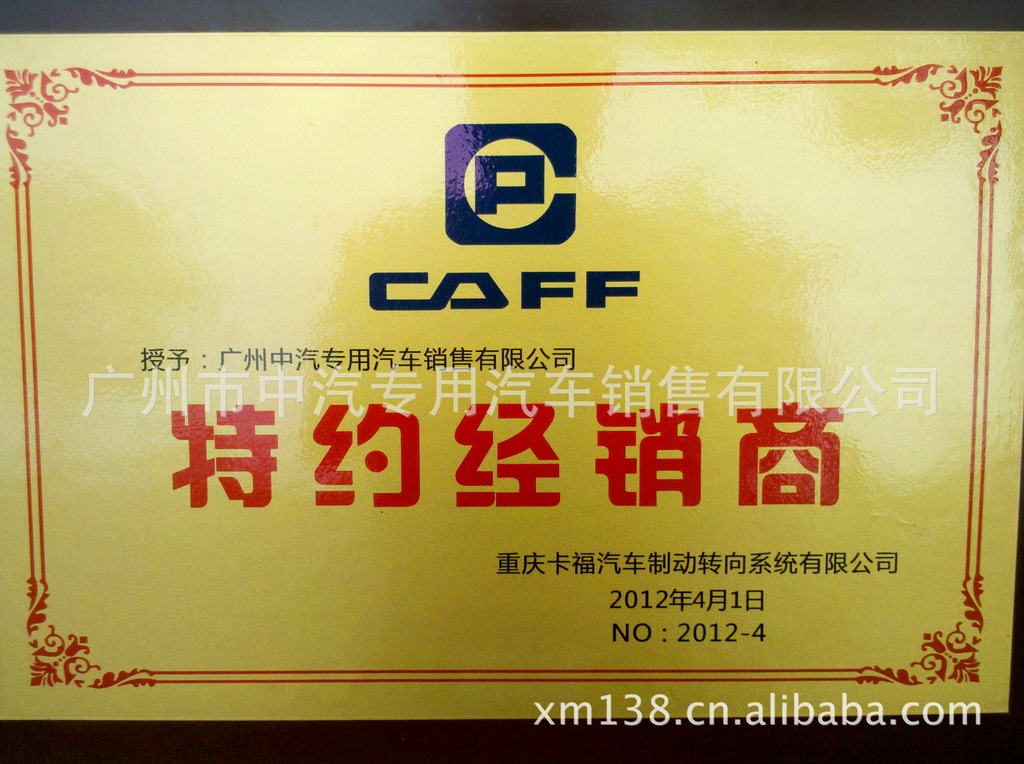 CP
CAFF
授予：广州中汽专用汽车销售有限公司
广州市中汽专用汽车销售有限公司
特约经销商
重庆卡福汽车制动转向系统有限公司
2012年4月1日
NO：2012-4
xm138.cn.alibaba.com